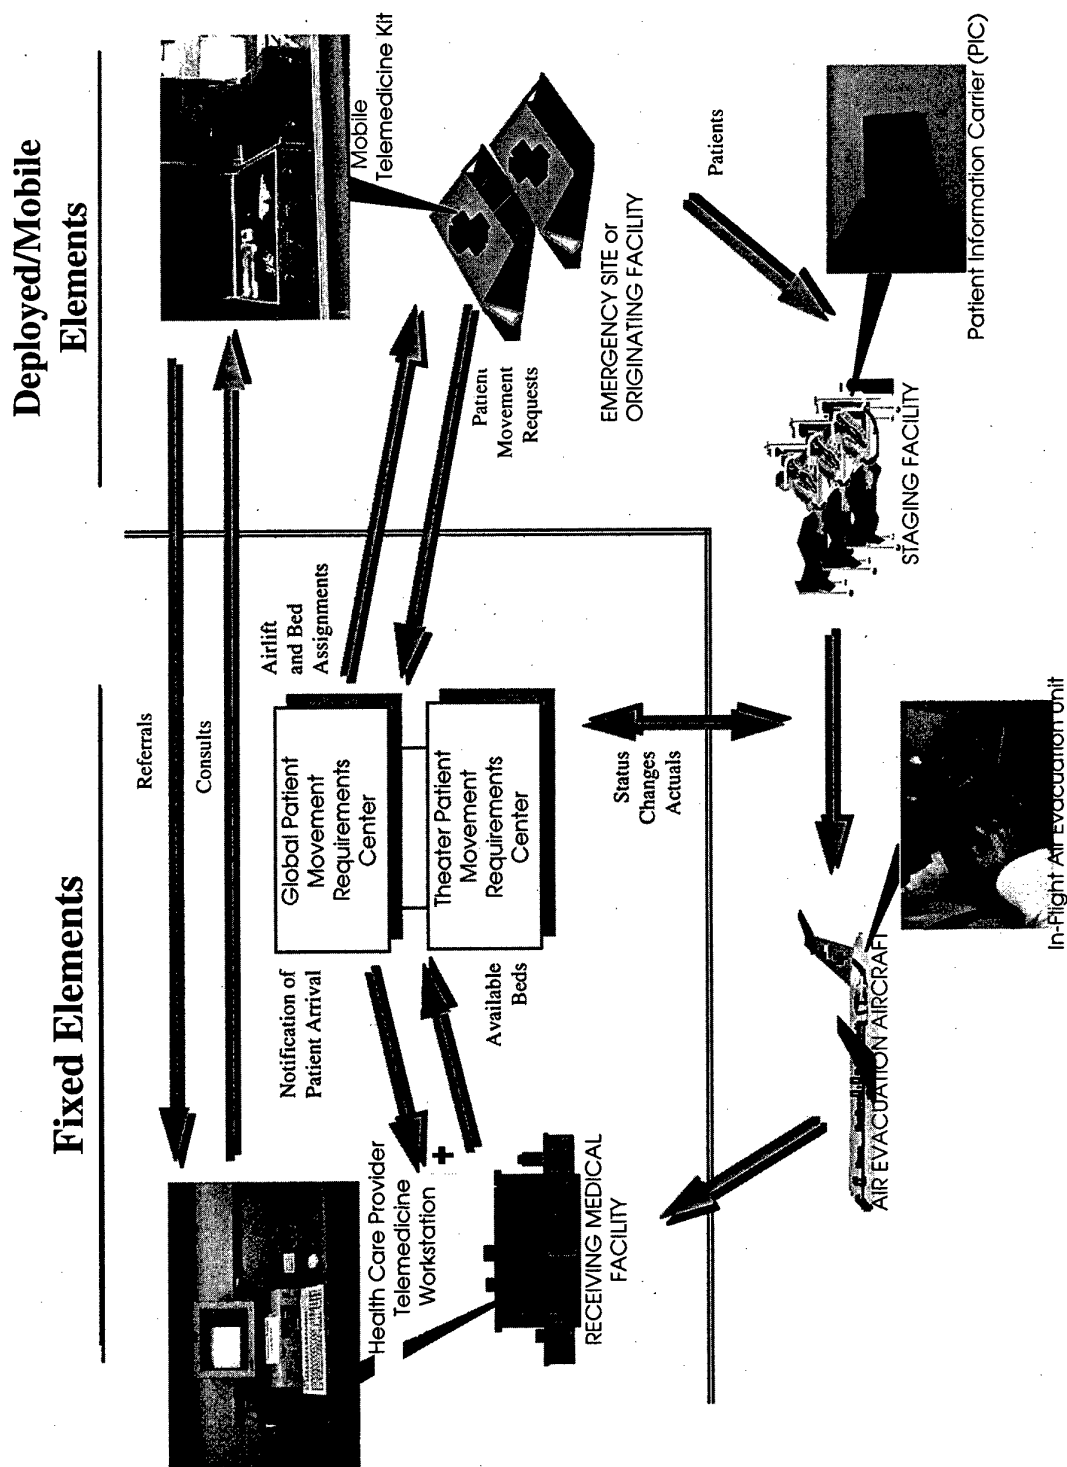 Fixed Elements
Deployed/Mobile
Elements
Referrals
Consults
Health Care Provider
Telemedicine
Workstation
Notification of
Patient Arrival
Global Patient
Movement
Requirements
Center
Airlift
and Bed
Assignments
Mobile
Telemedicine Kit
Theater Patient
Movement
Requirements
Center
Available
Beds
Patient
Movement
Requests
RECEIVING MEDICAL
FACILITY
EMERGENCY SITE or
ORIGINATING FACILITY
Status
Changes
Actuals
Patients
AIR EVACUATION AIRCRAFT
STAGING FACILITY
Patient Information Carrier (PIC)
In-Flight Air Evacuation unit